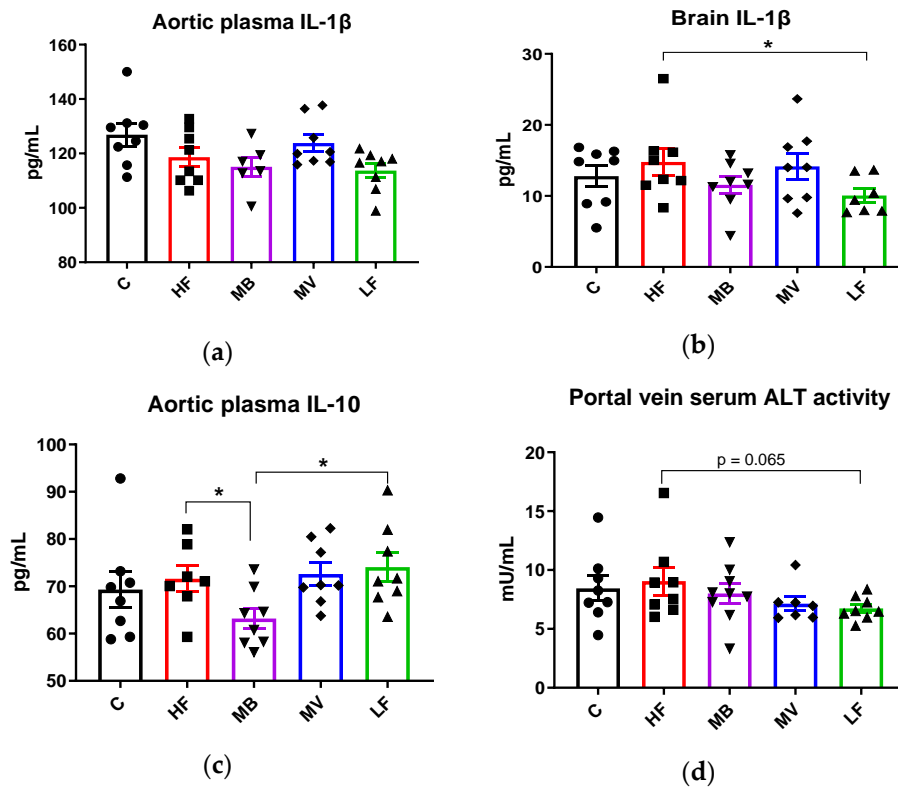 Aortic plasma IL-1β
pg/mL
160
140
120
100
80
C HF MB MV LF
(a)
Brain IL-1β
*
pg/mL
30
20
10
0
C HF MB MV LF
(b)
Aortic plasma IL-10
* *
pg/mL
100
90
80
70
60
50
C HF MB MV LF
(c)
Portal vein serum ALT activity
p = 0.065
mU/mL
20
15
10
5
0
C HF MB MV LF
(d)